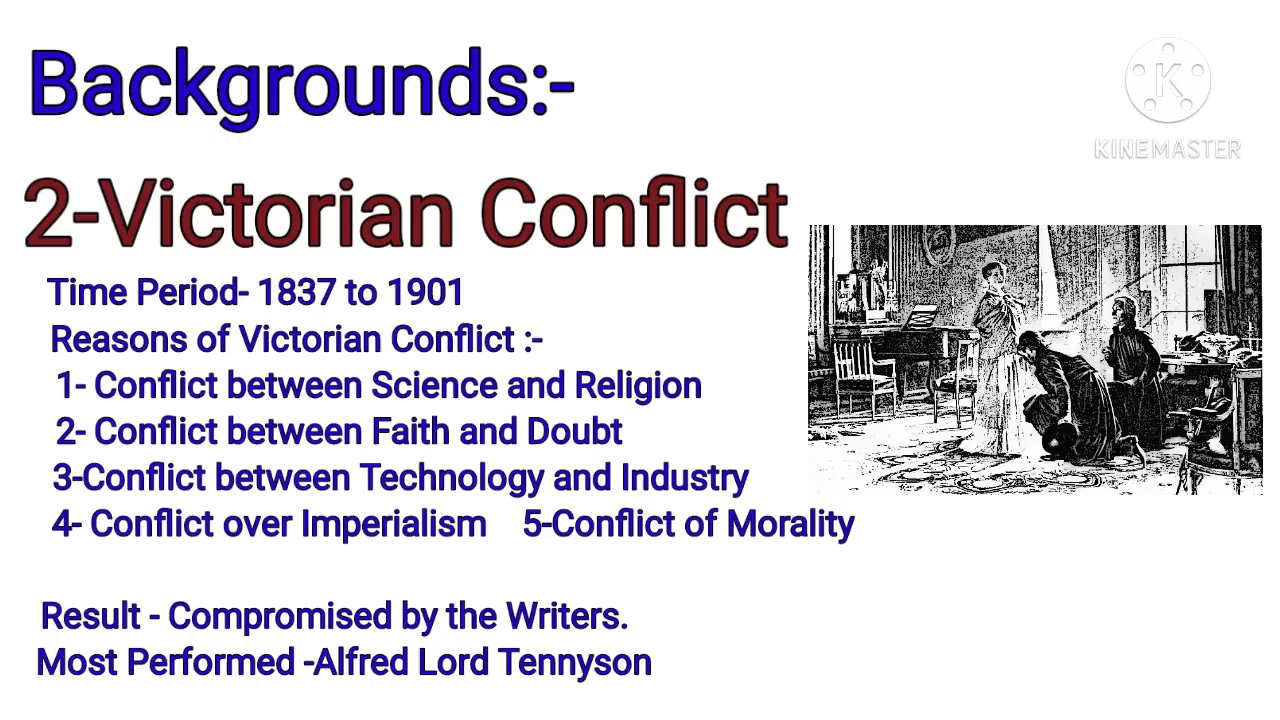 Backgrounds:-
K
KINEMASTER
2-Victorian Conflict
Time Period- 1837 to 1901
Reasons of Victorian Conflict :-
1- Conflict between Science and Religion
2- Conflict between Faith and Doubt
3-Conflict between Technology and Industry
4- Conflict over Imperialism 5-Conflict of Morality
Result - Compromised by the Writers.
Most Performed -Alfred Lord Tennyson